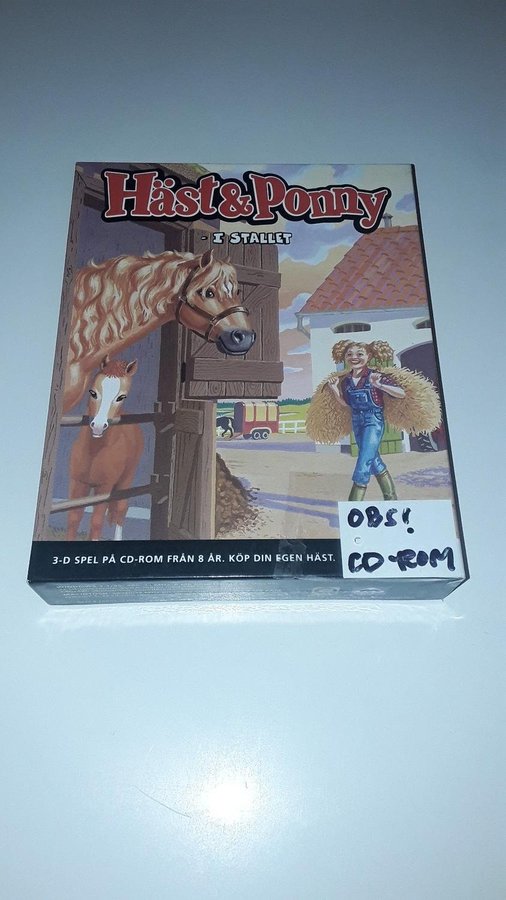 Häst & Ponny
- I STALLET
3-D SPEL PÅ CD-ROM FRÅN 8 ÅR. KÖP DIN EGEN HÄST.
OBS!
CD-ROM